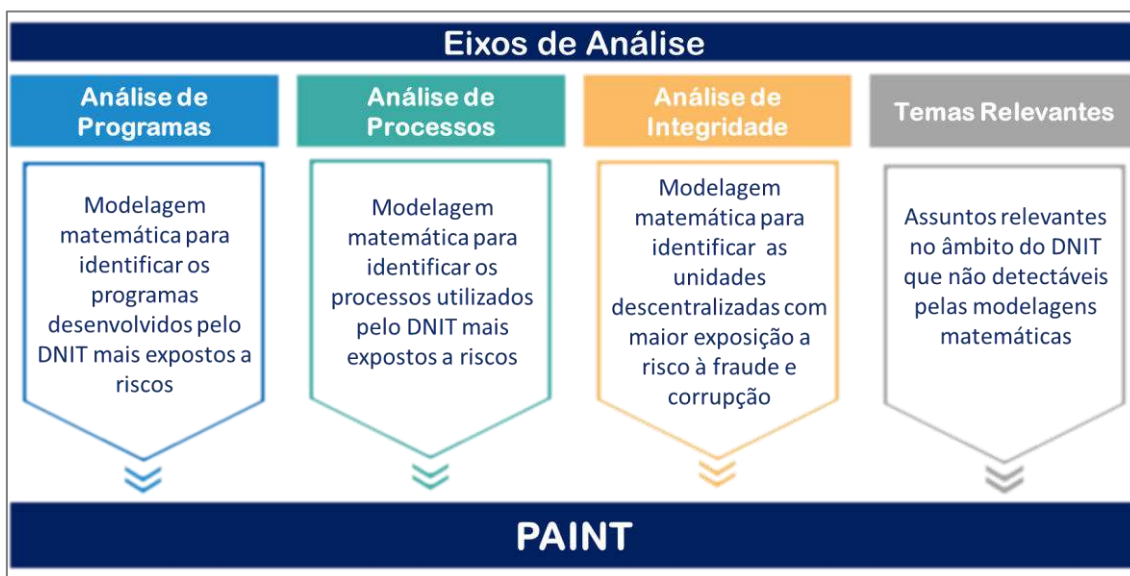 Eixos de Análise
Análise de
Programas
Modelagem
matemática para
identificar os
programas
desenvolvidos pelo
DNIT mais expostos a
riscos
Análise de
Processos
Modelagem
matemática para
identificar os
processos utilizados
pelo DNIT mais
expostos a riscos
Análise de
Integridade
Modelagem
matemática para
identificar as
unidades
descentralizadas com
maior exposição a
risco à fraude e
corrupção
Temas Relevantes
Assuntos relevantes
no âmbito do DNIT
que não detectáveis
pelas modelagens
matemáticas
PAINT